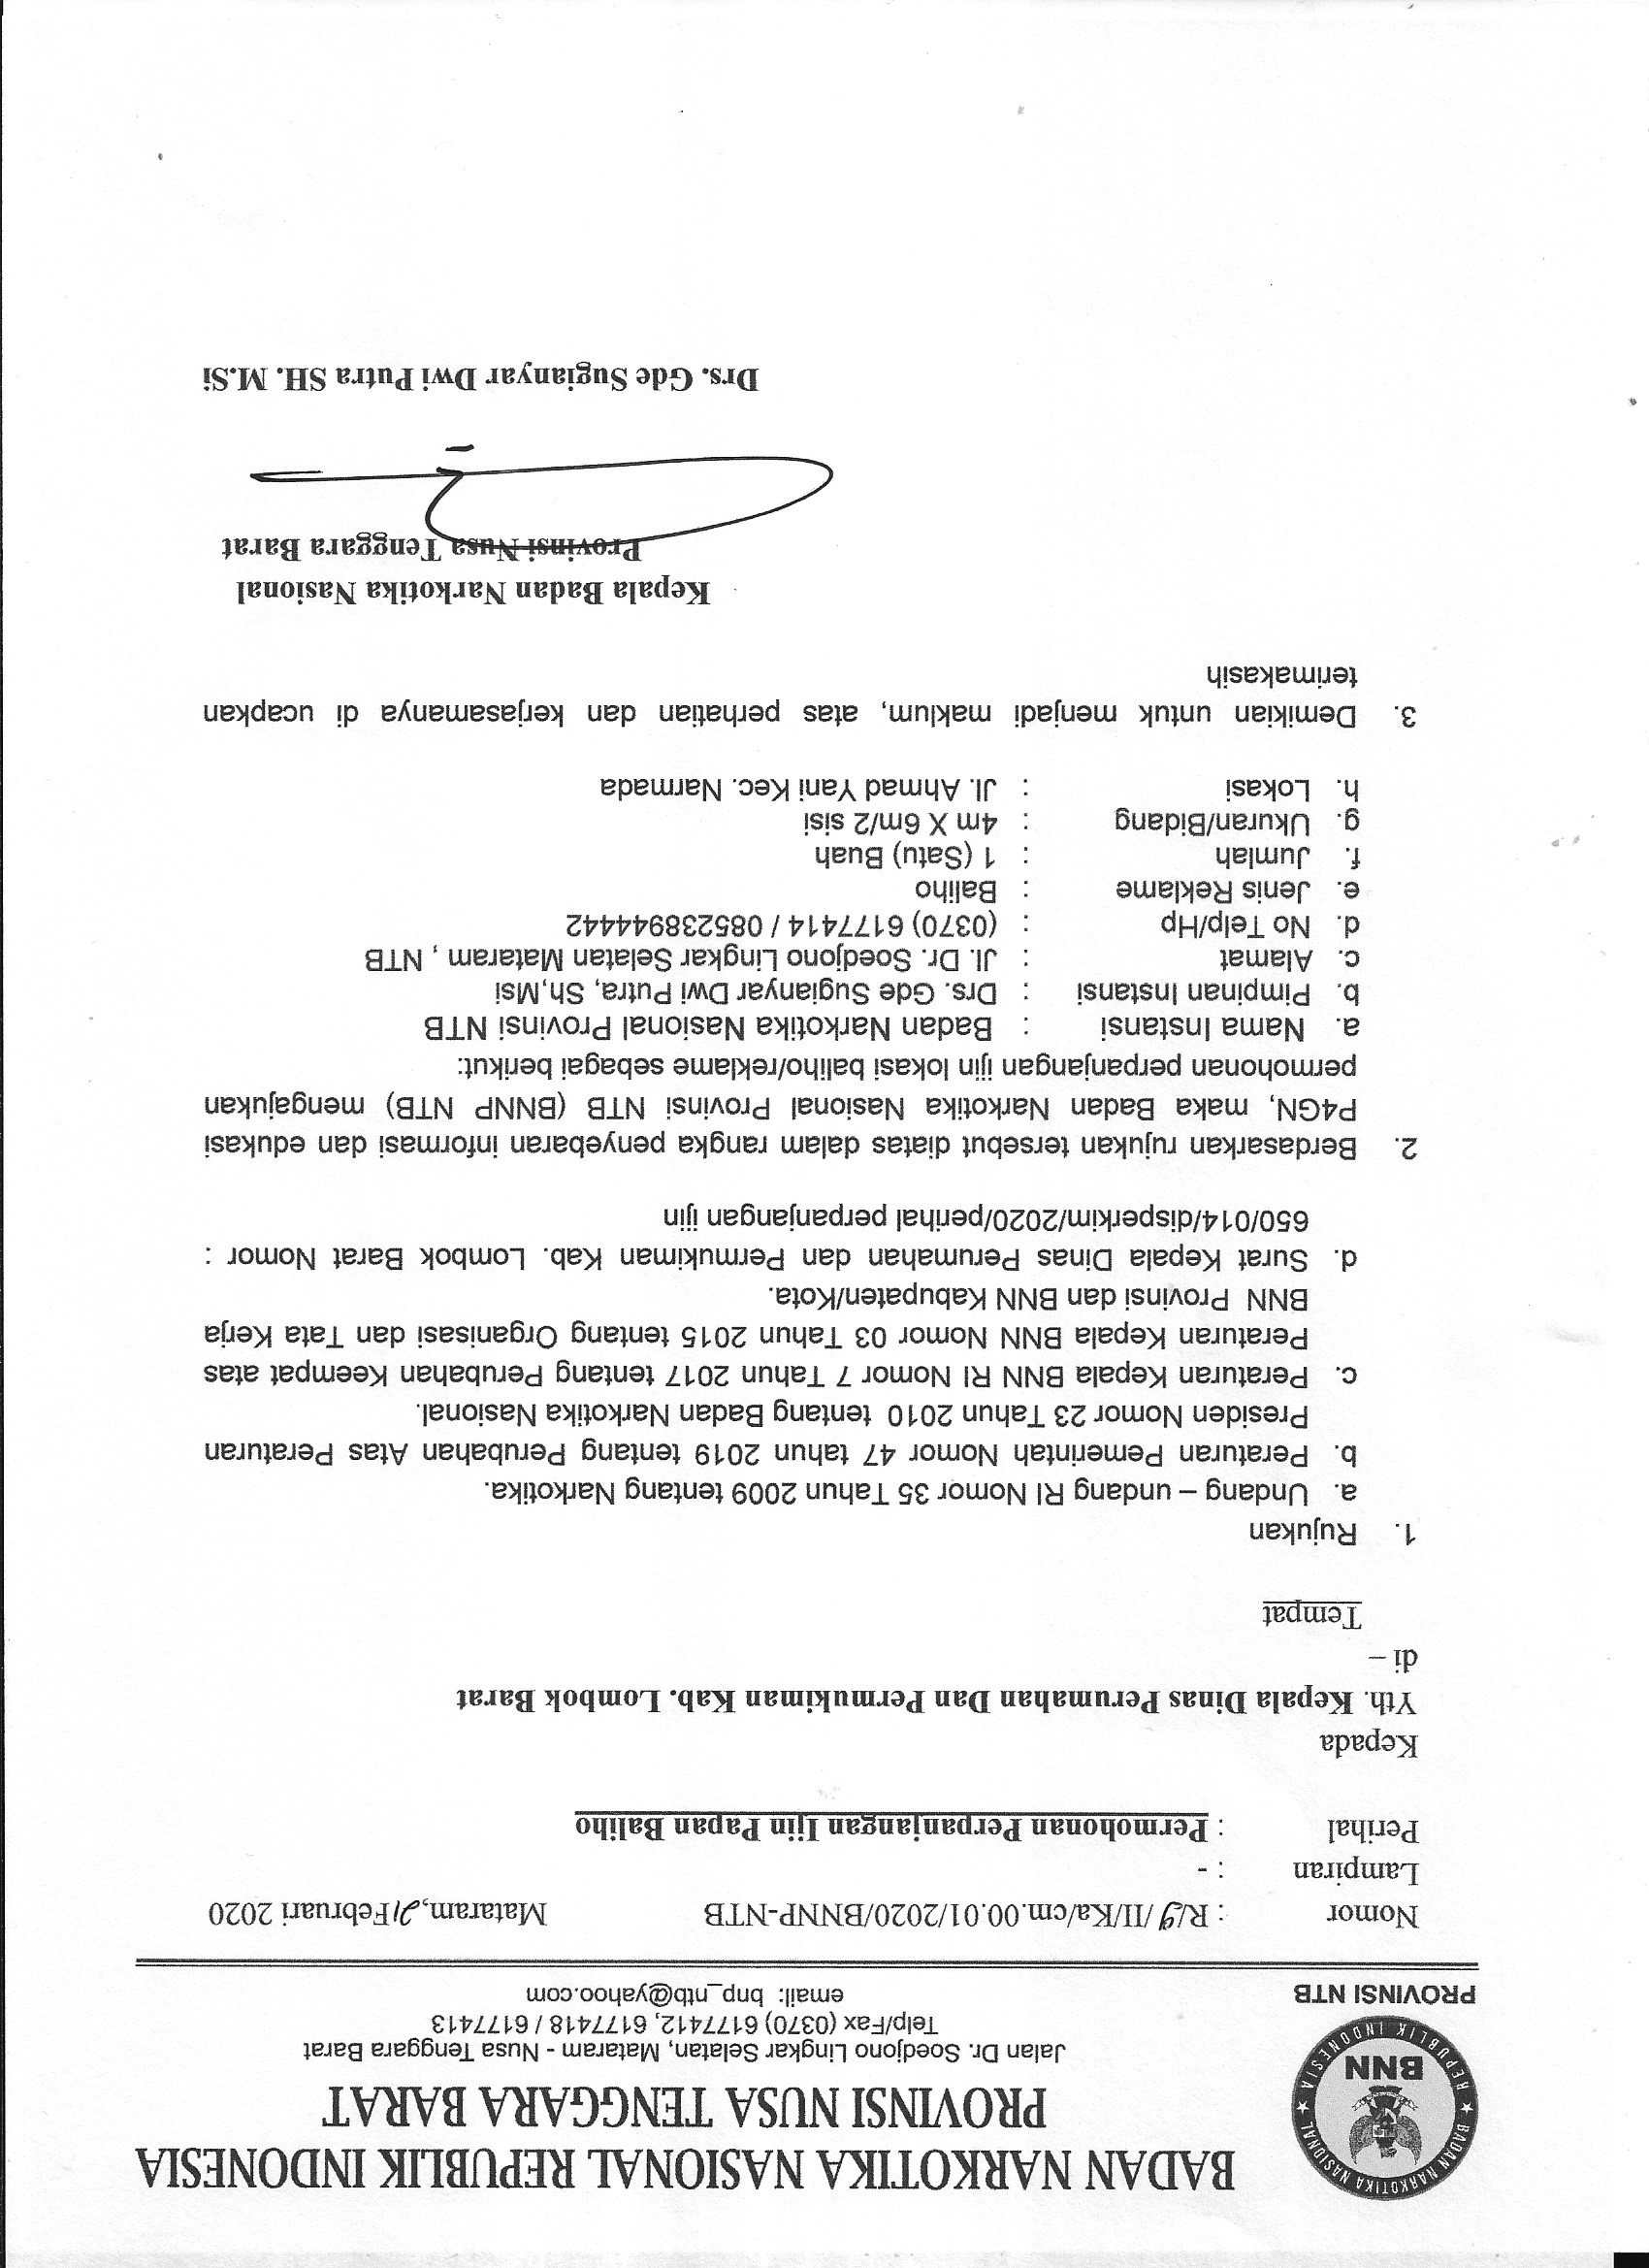 BADAN NARKOTIKA NASIONAL REPUBLIK INDONESIA
PROVINSI NUSA TENGGARA BARAT
Jalan Dr. Soedjono Lingkar Selatan, Mataram - Nusa Tenggara Barat
Telp/Fax (0370) 6177412, 6177418 / 6177413
email: bnp_ntb@yahoo.com
BADAN NARKOTIKA NASIONAL
BNN
REPUBLIK INDONESIA
PROVINSI NTB
Nomor : R/ /II/Ka/cm.00.01/2020/BNNP-NTB Mataram, 21 Februari 2020
Lampiran : -
Perihal : Permohonan Perpanjangan Ijin Papan Baliho
Kepada
Yth. Kepala Dinas Perumahan Dan Permukiman Kab. Lombok Barat
di –
Tempat
1. Rujukan
a. Undang – undang RI Nomor 35 Tahun 2009 tentang Narkotika.
b. Peraturan Pemerintah Nomor 47 tahun 2019 tentang Perubahan Atas Peraturan
Presiden Nomor 23 Tahun 2010 tentang Badan Narkotika Nasional.
c. Peraturan Kepala BNN RI Nomor 7 Tahun 2017 tentang Perubahan Keempat atas
Peraturan Kepala BNN Nomor 03 Tahun 2015 tentang Organisasi dan Tata Kerja
BNN Provinsi dan BNN Kabupaten/Kota.
d. Surat Kepala Dinas Perumahan dan Permukiman Kab. Lombok Barat Nomor :
650/014/disperkim/2020/perihal perpanjangan ijin
2. Berdasarkan rujukan tersebut diatas dalam rangka penyebaran informasi dan edukasi
P4GN, maka Badan Narkotika Nasional Provinsi NTB (BNNP NTB) mengajukan
permohonan perpanjangan ijin lokasi baliho/reklame sebagai berikut:
a. Nama Instansi : Badan Narkotika Nasional Provinsi NTB
b. Pimpinan Instansi : Drs. Gde Sugianyar Dwi Putra, Sh,Msi
c. Alamat : Jl. Dr. Soedjono Lingkar Selatan Mataram , NTB
d. No Telp/Hp : (0370) 6177414 / 085238944442
e. Jenis Reklame : Baliho
f. Jumlah : 1 (Satu) Buah
g. Ukuran/Bidang : 4m X 6m/2 sisi
h. Lokasi : Jl. Ahmad Yani Kec. Narmada
3. Demikian untuk menjadi maklum, atas perhatian dan kerjasamanya di ucapkan
terimakasih
Kepala Badan Narkotika Nasional
Provinsi Nusa Tenggara Barat
Drs. Gde Sugianyar Dwi Putra SH. M.Si